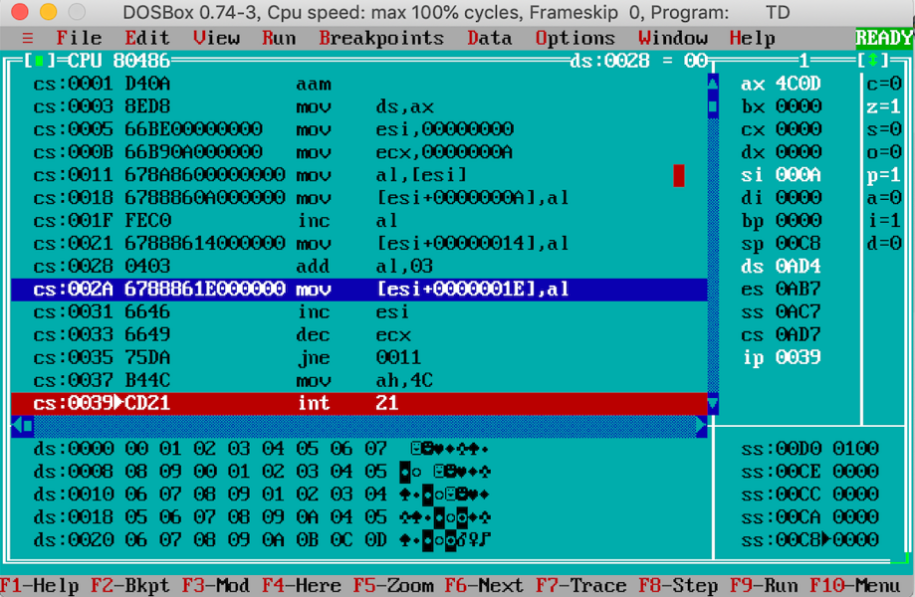 DOSBox 0.74-3, Cpu speed: max 100% cycles, Frameskip 0, Program: TD
≡ File Edit View Run Breakpoints Data Options Window Help READY
[■]=CPU 80486 ds:0028 = 00 1 [↕]
cs:0001 D40A aam ax 4C0D c=0
cs:0003 8ED8 mov ds,ax bx 0000 z=1
cs:0005 66BE00000000 mov esi,00000000 cx 0000 s=0
cs:000B 66B90A000000 mov ecx,0000000A dx 0000 o=0
cs:0011 678A8600000000 mov al,[esi] si 000A p=1
cs:0018 6788860A000000 mov [esi+0000000A],al di 0000 a=0
cs:001F FEC0 inc al bp 0000 i=1
cs:0021 67888614000000 mov [esi+00000014],al sp 00C8 d=0
cs:0028 0403 add al,03 ds 0AD4
cs:002A 6788861E000000 mov [esi+0000001E],al es 0AB7
cs:0031 6646 inc esi ss 0AC7
cs:0033 6649 dec ecx cs 0AD7
cs:0035 75DA jne 0011 ip 0039
cs:0037 B44C mov ah,4C
cs:0039►CD21 int 21
ds:0000 00 01 02 03 04 05 06 07 ☺☻♥♦♣♠• ss:00D0 0100
ds:0008 08 09 00 01 02 03 04 05 ◘○ ☺☻♥♦♣ ss:00CE 0000
ds:0010 06 07 08 09 01 02 03 04 ♠•◘○☺☻♥♦ ss:00CC 0000
ds:0018 05 06 07 08 09 0A 04 05 ♣♠•◘○◙♦♣ ss:00CA 0000
ds:0020 06 07 08 09 0A 0B 0C 0D ♠•◘○◙♂♀♪ ss:00C8►0000
F1-Help F2-Bkpt F3-Mod F4-Here F5-Zoom F6-Next F7-Trace F8-Step F9-Run F10-Menu